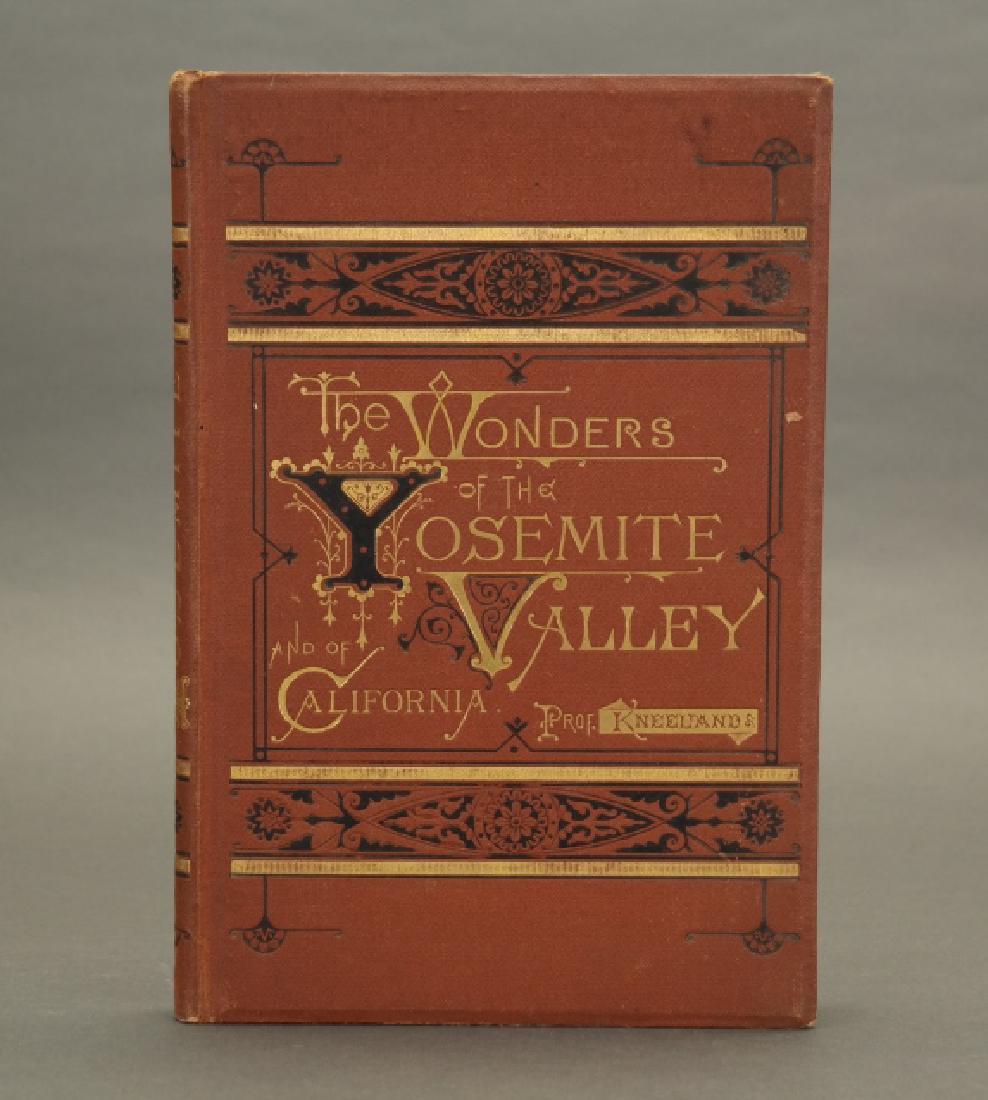 The Wonders
of the
Yosemite
Valley
and of
California.
Prof. Kneeland